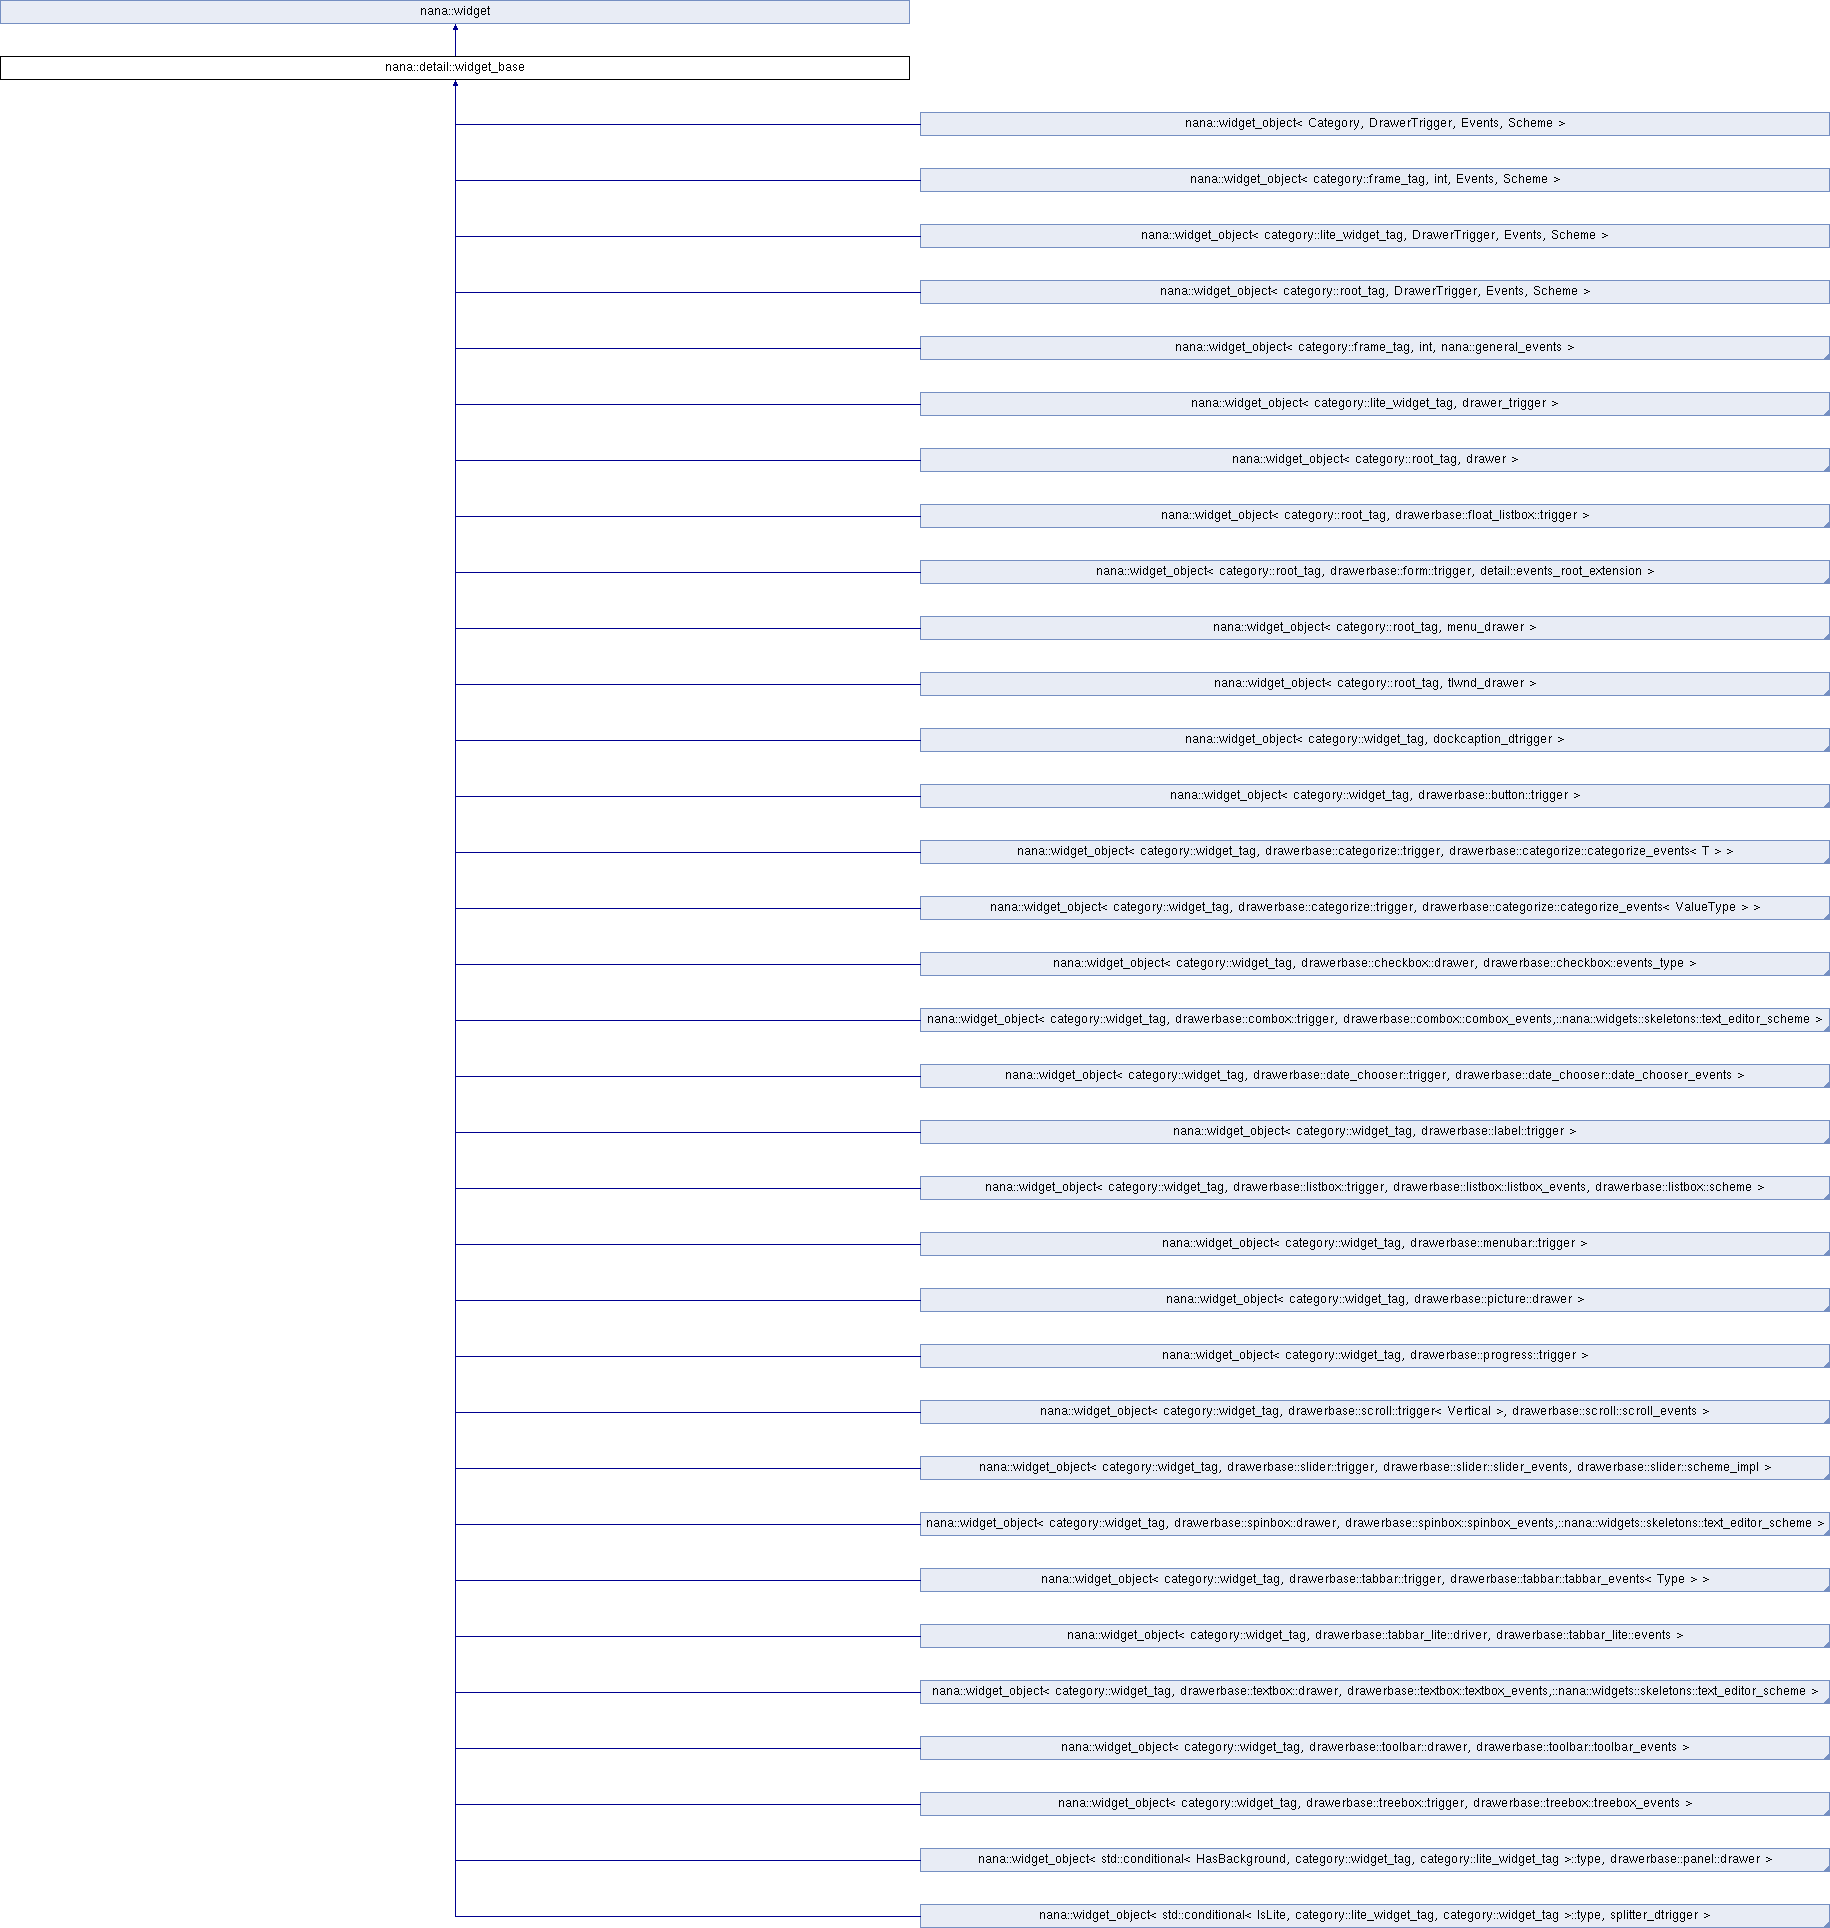 nana::widget
nana::detail::widget_base
nana::widget_object< Category, DrawerTrigger, Events, Scheme >
nana::widget_object< category::frame_tag, int, Events, Scheme >
nana::widget_object< category::lite_widget_tag, DrawerTrigger, Events, Scheme >
nana::widget_object< category::root_tag, DrawerTrigger, Events, Scheme >
nana::widget_object< category::frame_tag, int, nana::general_events >
nana::widget_object< category::lite_widget_tag, drawer_trigger >
nana::widget_object< category::root_tag, drawer >
nana::widget_object< category::root_tag, drawerbase::float_listbox::trigger >
nana::widget_object< category::root_tag, drawerbase::form::trigger, detail::events_root_extension >
nana::widget_object< category::root_tag, menu_drawer >
nana::widget_object< category::root_tag, tlwnd_drawer >
nana::widget_object< category::widget_tag, dockcaption_dtrigger >
nana::widget_object< category::widget_tag, drawerbase::button::trigger >
nana::widget_object< category::widget_tag, drawerbase::categorize::trigger, drawerbase::categorize::categorize_events< T > >
nana::widget_object< category::widget_tag, drawerbase::categorize::trigger, drawerbase::categorize::categorize_events< ValueType > >
nana::widget_object< category::widget_tag, drawerbase::checkbox::drawer, drawerbase::checkbox::events_type >
nana::widget_object< category::widget_tag, drawerbase::combox::trigger, drawerbase::combox::combox_events,::nana::widgets::skeletons::text_editor_scheme >
nana::widget_object< category::widget_tag, drawerbase::date_chooser::trigger, drawerbase::date_chooser::date_chooser_events >
nana::widget_object< category::widget_tag, drawerbase::label::trigger >
nana::widget_object< category::widget_tag, drawerbase::listbox::trigger, drawerbase::listbox::listbox_events, drawerbase::listbox::scheme >
nana::widget_object< category::widget_tag, drawerbase::menubar::trigger >
nana::widget_object< category::widget_tag, drawerbase::picture::drawer >
nana::widget_object< category::widget_tag, drawerbase::progress::trigger >
nana::widget_object< category::widget_tag, drawerbase::scroll::trigger< Vertical >, drawerbase::scroll::scroll_events >
nana::widget_object< category::widget_tag, drawerbase::slider::trigger, drawerbase::slider::slider_events, drawerbase::slider::scheme_impl >
nana::widget_object< category::widget_tag, drawerbase::spinbox::drawer, drawerbase::spinbox::spinbox_events,::nana::widgets::skeletons::text_editor_scheme >
nana::widget_object< category::widget_tag, drawerbase::tabbar::trigger, drawerbase::tabbar::tabbar_events< Type > >
nana::widget_object< category::widget_tag, drawerbase::tabbar_lite::driver, drawerbase::tabbar_lite::events >
nana::widget_object< category::widget_tag, drawerbase::textbox::drawer, drawerbase::textbox::textbox_events,::nana::widgets::skeletons::text_editor_scheme >
nana::widget_object< category::widget_tag, drawerbase::toolbar::drawer, drawerbase::toolbar::toolbar_events >
nana::widget_object< category::widget_tag, drawerbase::treebox::trigger, drawerbase::treebox::treebox_events >
nana::widget_object< std::conditional< HasBackground, category::widget_tag, category::lite_widget_tag >::type, drawerbase::panel::drawer >
nana::widget_object< std::conditional< IsLite, category::lite_widget_tag, category::widget_tag >::type, splitter_dtrigger >